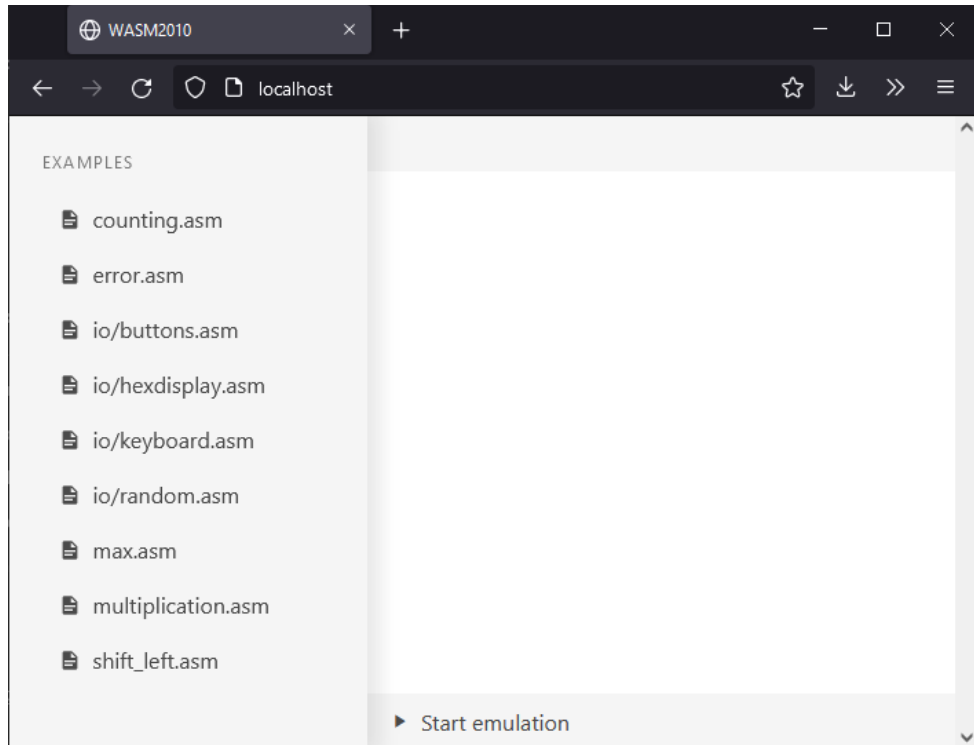 WASM2010
localhost
EXAMPLES
counting.asm
error.asm
io/buttons.asm
io/hexdisplay.asm
io/keyboard.asm
io/random.asm
max.asm
multiplication.asm
shift_left.asm
Start emulation